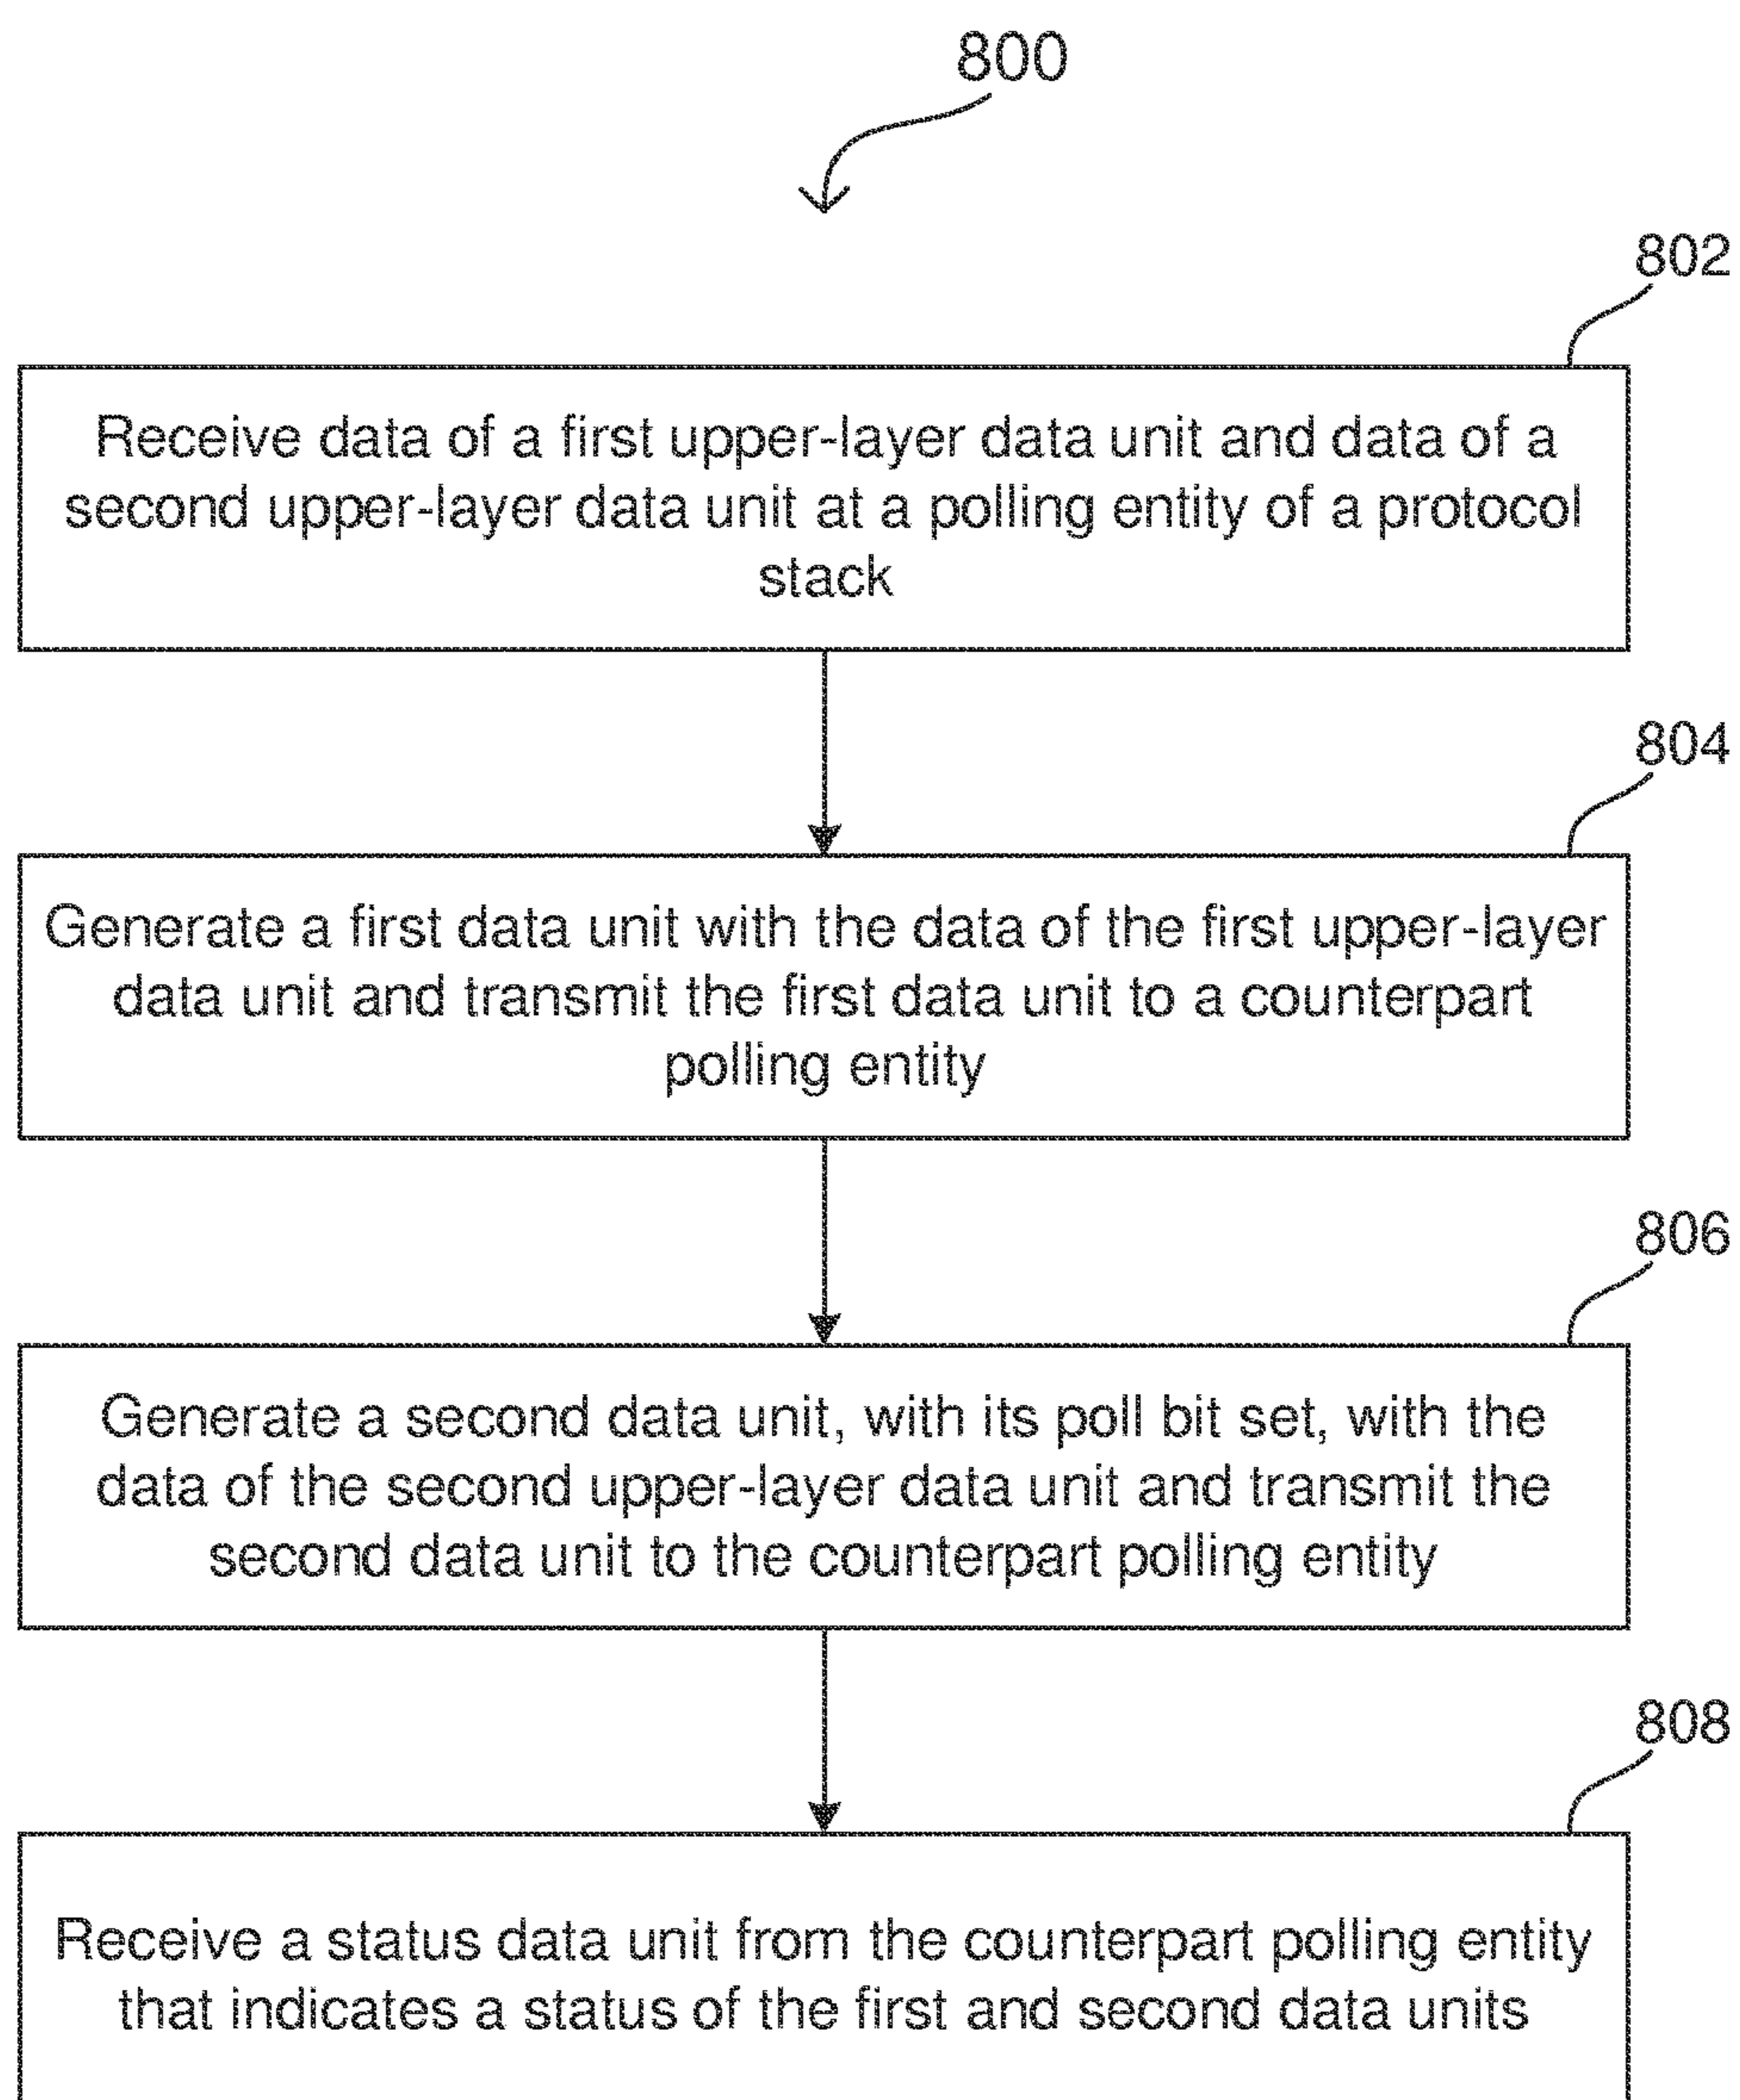 800
802
Receive data of a first upper-layer data unit and data of a
second upper-layer data unit at a polling entity of a protocol
stack
804
Generate a first data unit with the data of the first upper-layer
data unit and transmit the first data unit to a counterpart
polling entity
806
Generate a second data unit, with its poll bit set, with the
data of the second upper-layer data unit and transmit the
second data unit to the counterpart polling entity
808
Receive a status data unit from the counterpart polling entity
that indicates a status of the first and second data units